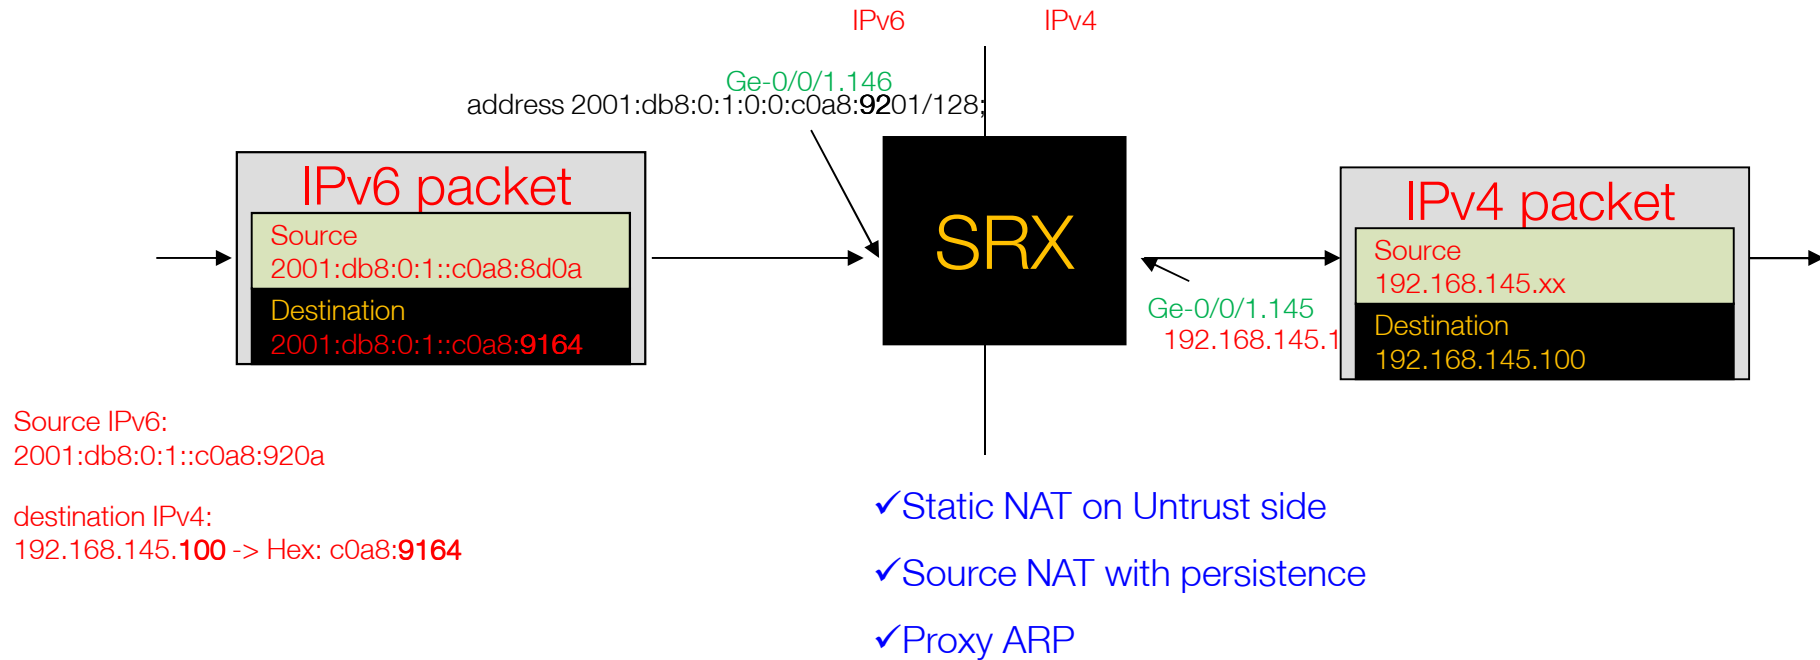 IPv6
IPv4
Ge-0/0/1.146
address 2001:db8:0:1:0:0:c0a8:9201/128;
IPv6 packet
Source
2001:db8:0:1::c0a8:8d0a
Destination
2001:db8:0:1::c0a8:9164
SRX
Ge-0/0/1.145
192.168.145.1
IPv4 packet
Source
192.168.145.xx
Destination
192.168.145.100
Source IPv6:
2001:db8:0:1::c0a8:920a
destination IPv4:
192.168.145.100 -> Hex: c0a8:9164
✓Static NAT on Untrust side
✓Source NAT with persistence
✓Proxy ARP